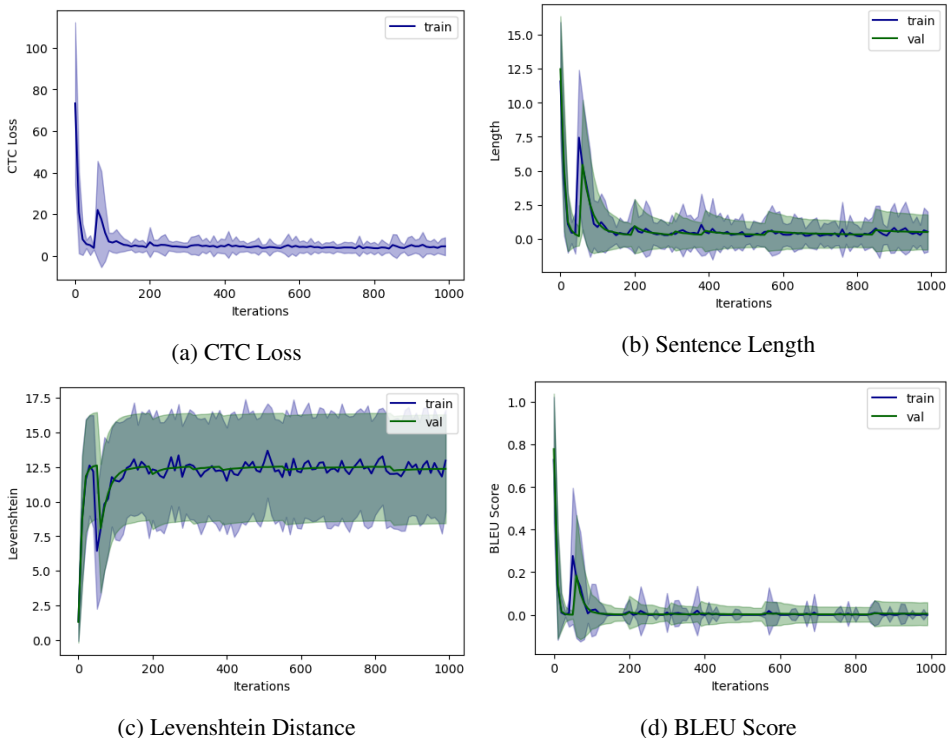 train
CTC Loss
100
80
60
40
20
0
0 200 400 600 800 1000
Iterations
(a) CTC Loss
train
val
Length
15.0
12.5
10.0
7.5
5.0
2.5
0.0
0 200 400 600 800 1000
Iterations
(b) Sentence Length
train
val
Levenshtein
17.5
15.0
12.5
10.0
7.5
5.0
2.5
0.0
0 200 400 600 800 1000
Iterations
(c) Levenshtein Distance
train
val
BLEU Score
1.0
0.8
0.6
0.4
0.2
0.0
0 200 400 600 800 1000
Iterations
(d) BLEU Score